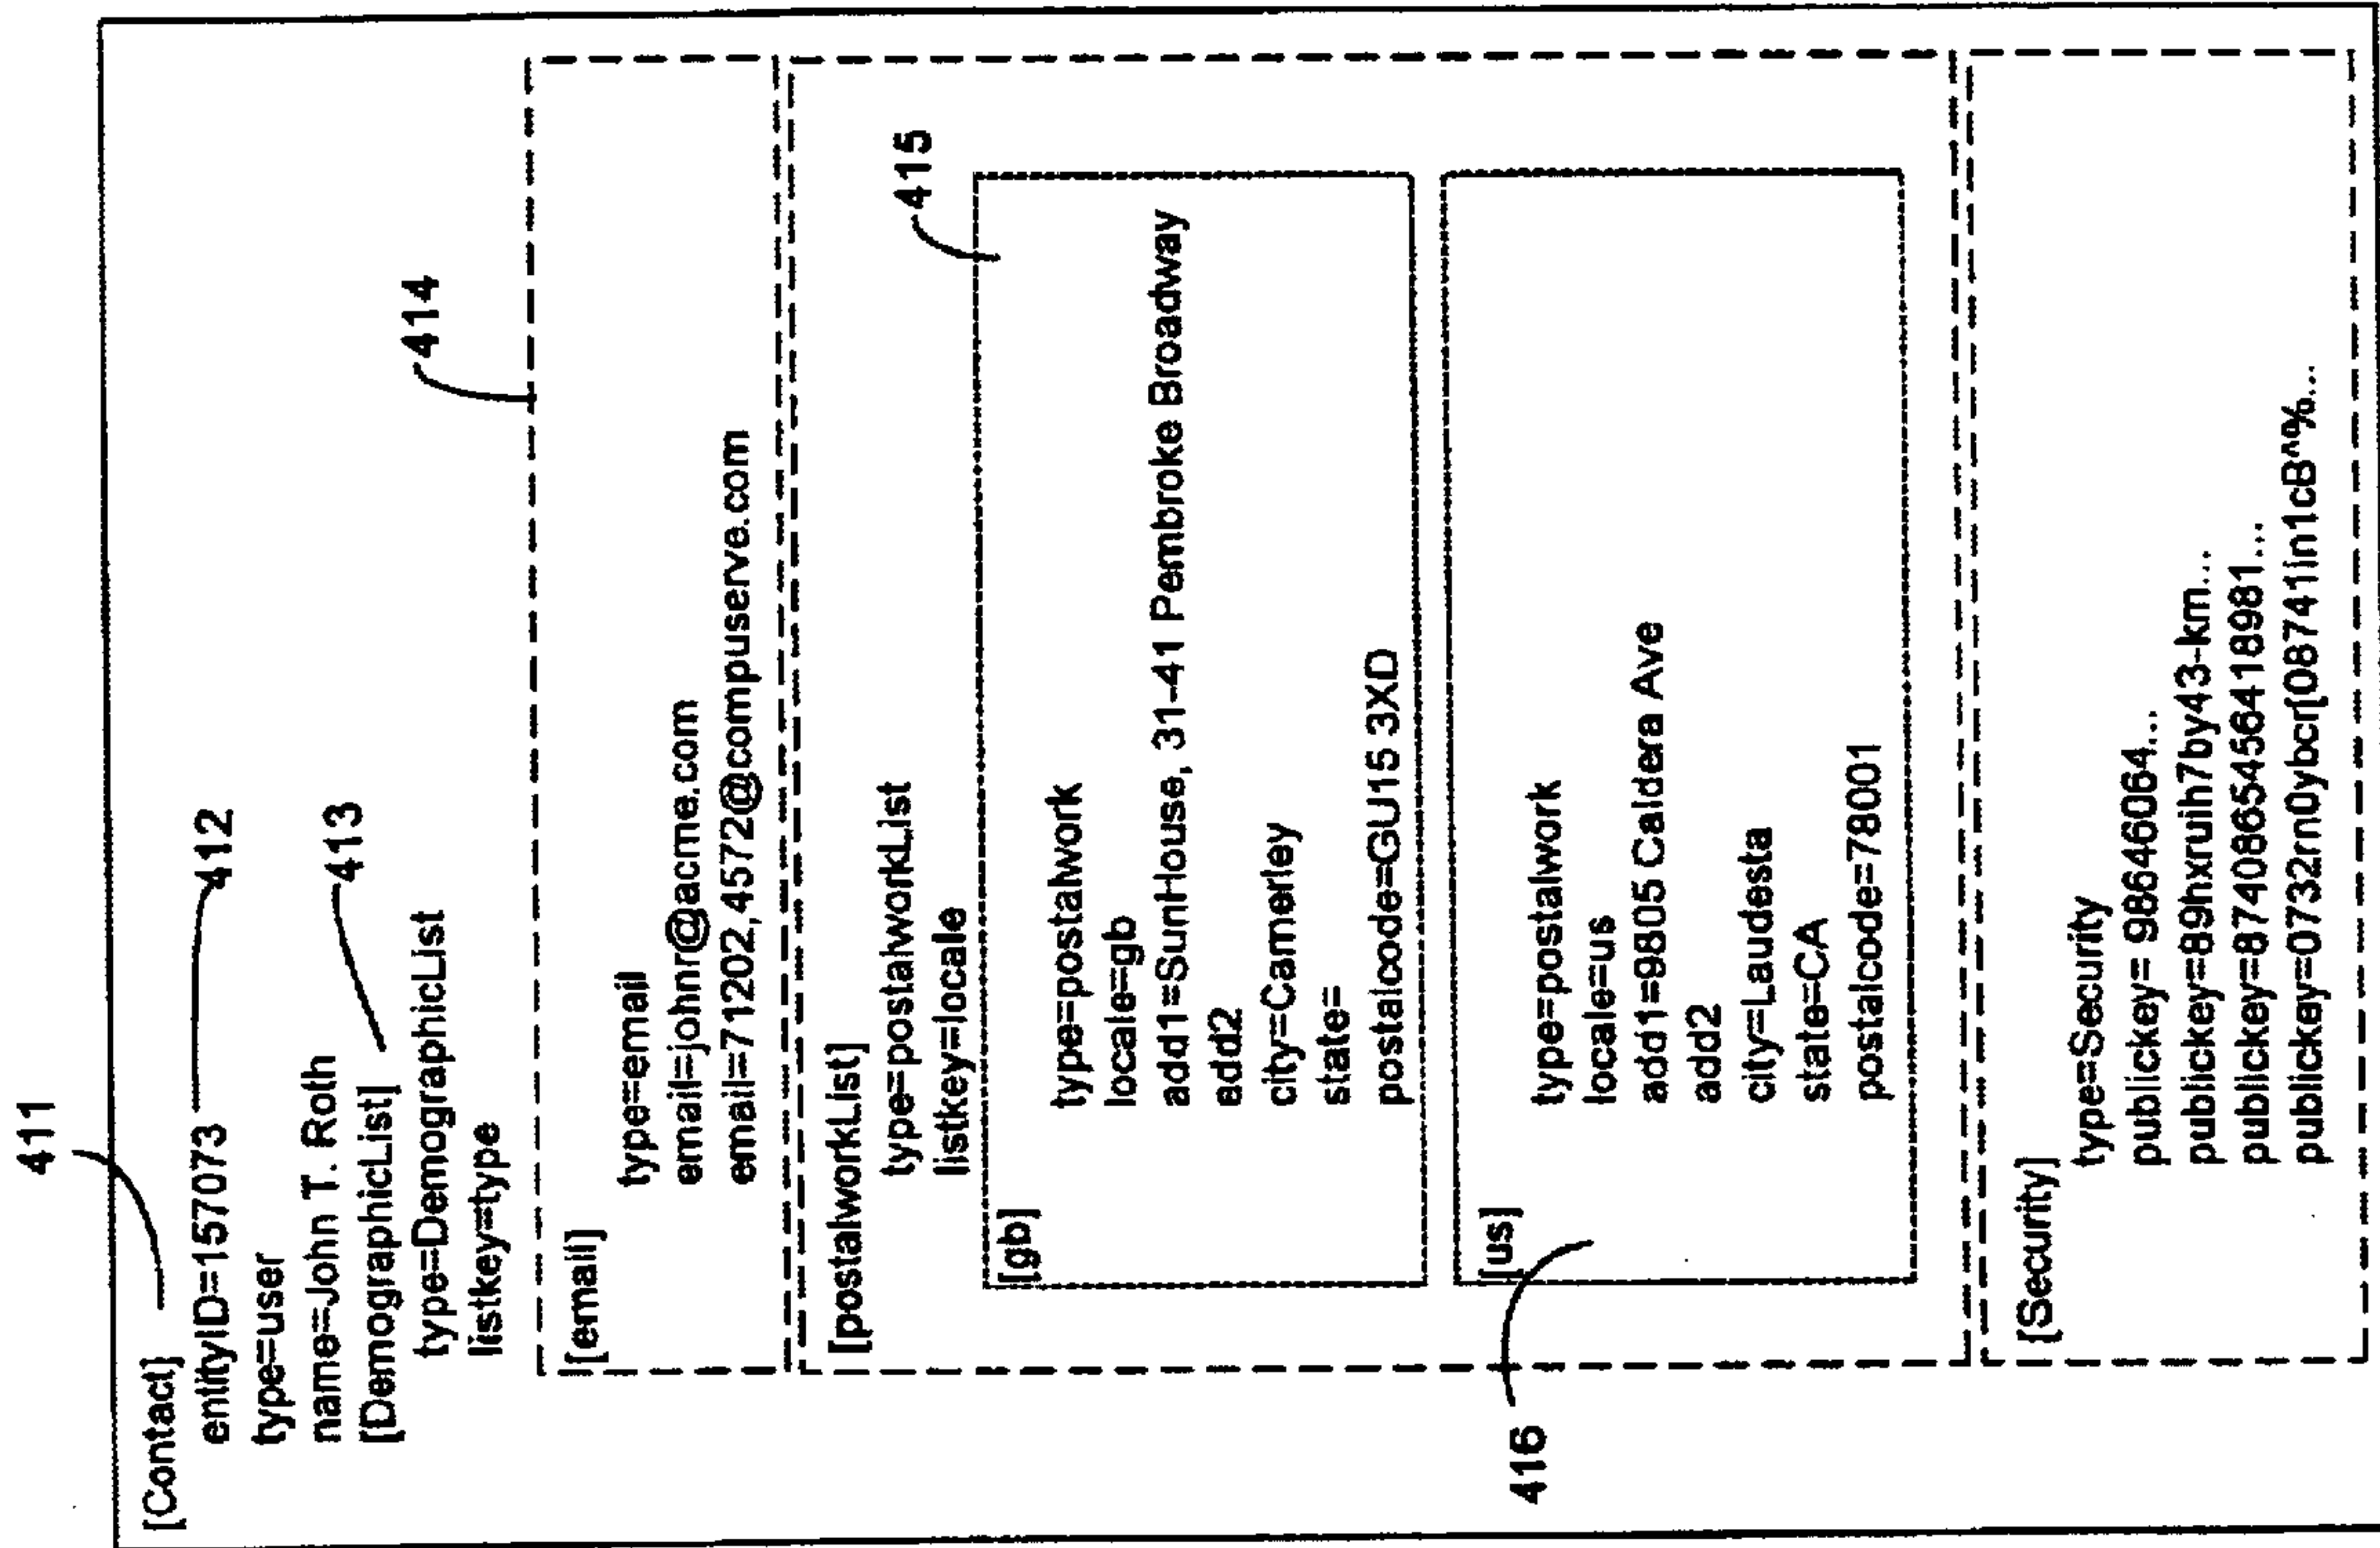 411
[Contact]
entityID=157073
412
type=user
name=John T. Roth
[DemographicList]
413
type=DemographicList
listkey=type
414
[email]
type=email
email=johnr@acme.com
email=71202,4572@compuserve.com
[postalworkList]
type=postalworkList
listkey=locale
415
[gb]
type=postalwork
locale=gb
add1=SunHouse, 31-41 Pembroke Broadway
add2
city=Camerley
state=
postalcode=GU15 3XD
416
[us]
type=postalwork
locale=us
add1=9805 Caldera Ave
add2
city=Laudesta
state=CA
postalcode=78001
[Security]
type=Security
publickey= 98646064...
publickey=89hxruih7by43-km...
publickey=8740865456418981...
publickey=0732rn0ybcr[08741in1cB^%...